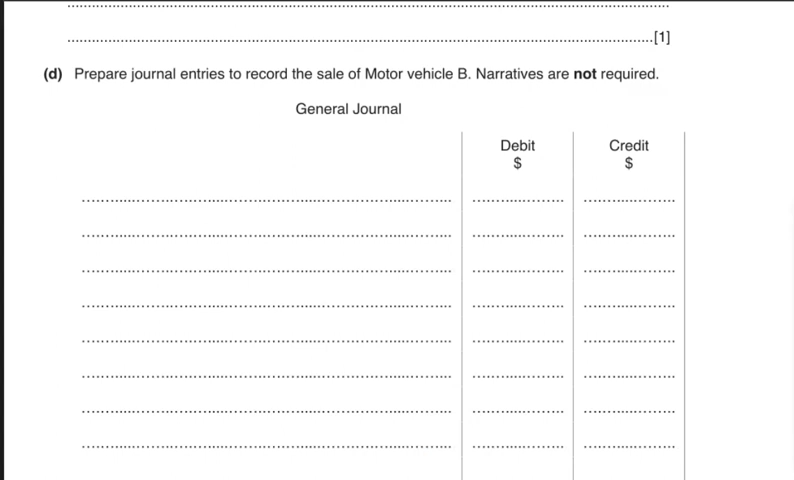 [1]
(d) Prepare journal entries to record the sale of Motor vehicle B. Narratives are not required.
General Journal
Debit Credit
$ $